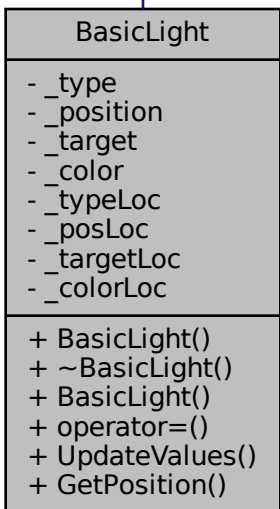 BasicLight
- _type
- _position
- _target
- _color
- _typeLoc
- _posLoc
- _targetLoc
- _colorLoc
+ BasicLight()
+ ~BasicLight()
+ BasicLight()
+ operator=()
+ UpdateValues()
+ GetPosition()